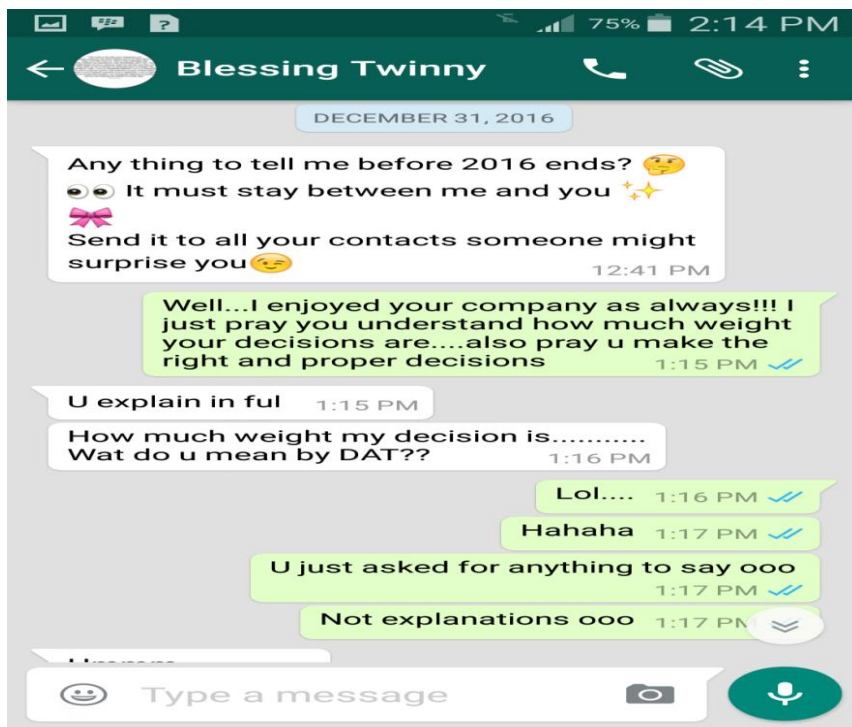 75% 2:14 PM
Blessing Twinny
DECEMBER 31, 2016
Any thing to tell me before 2016 ends? 🤔
👀 It must stay between me and you ✨
🎀
Send it to all your contacts someone might
surprise you😉
12:41 PM
Well...I enjoyed your company as always!!! I
just pray you understand how much weight
your decisions are....also pray u make the
right and proper decisions
1:15 PM
U explain in ful 1:15 PM
How much weight my decision is...........
Wat do u mean by DAT??
1:16 PM
Lol.... 1:16 PM
Hahaha 1:17 PM
U just asked for anything to say ooo
1:17 PM
Not explanations ooo 1:17 PM
Type a message